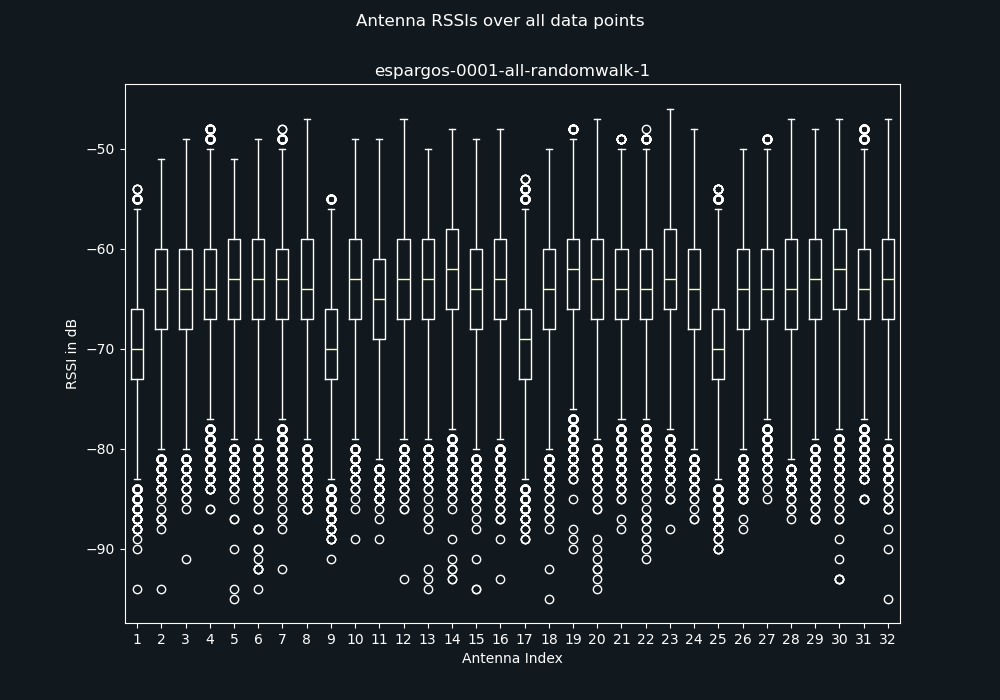 Antenna RSSIs over all data points
espargos-0001-all-randomwalk-1
−50
−60
−70
−80
−90
RSSI in dB
1 2 3 4 5 6 7 8 9 10 11 12 13 14 15 16 17 18 19 20 21 22 23 24 25 26 27 28 29 30 31 32
Antenna Index